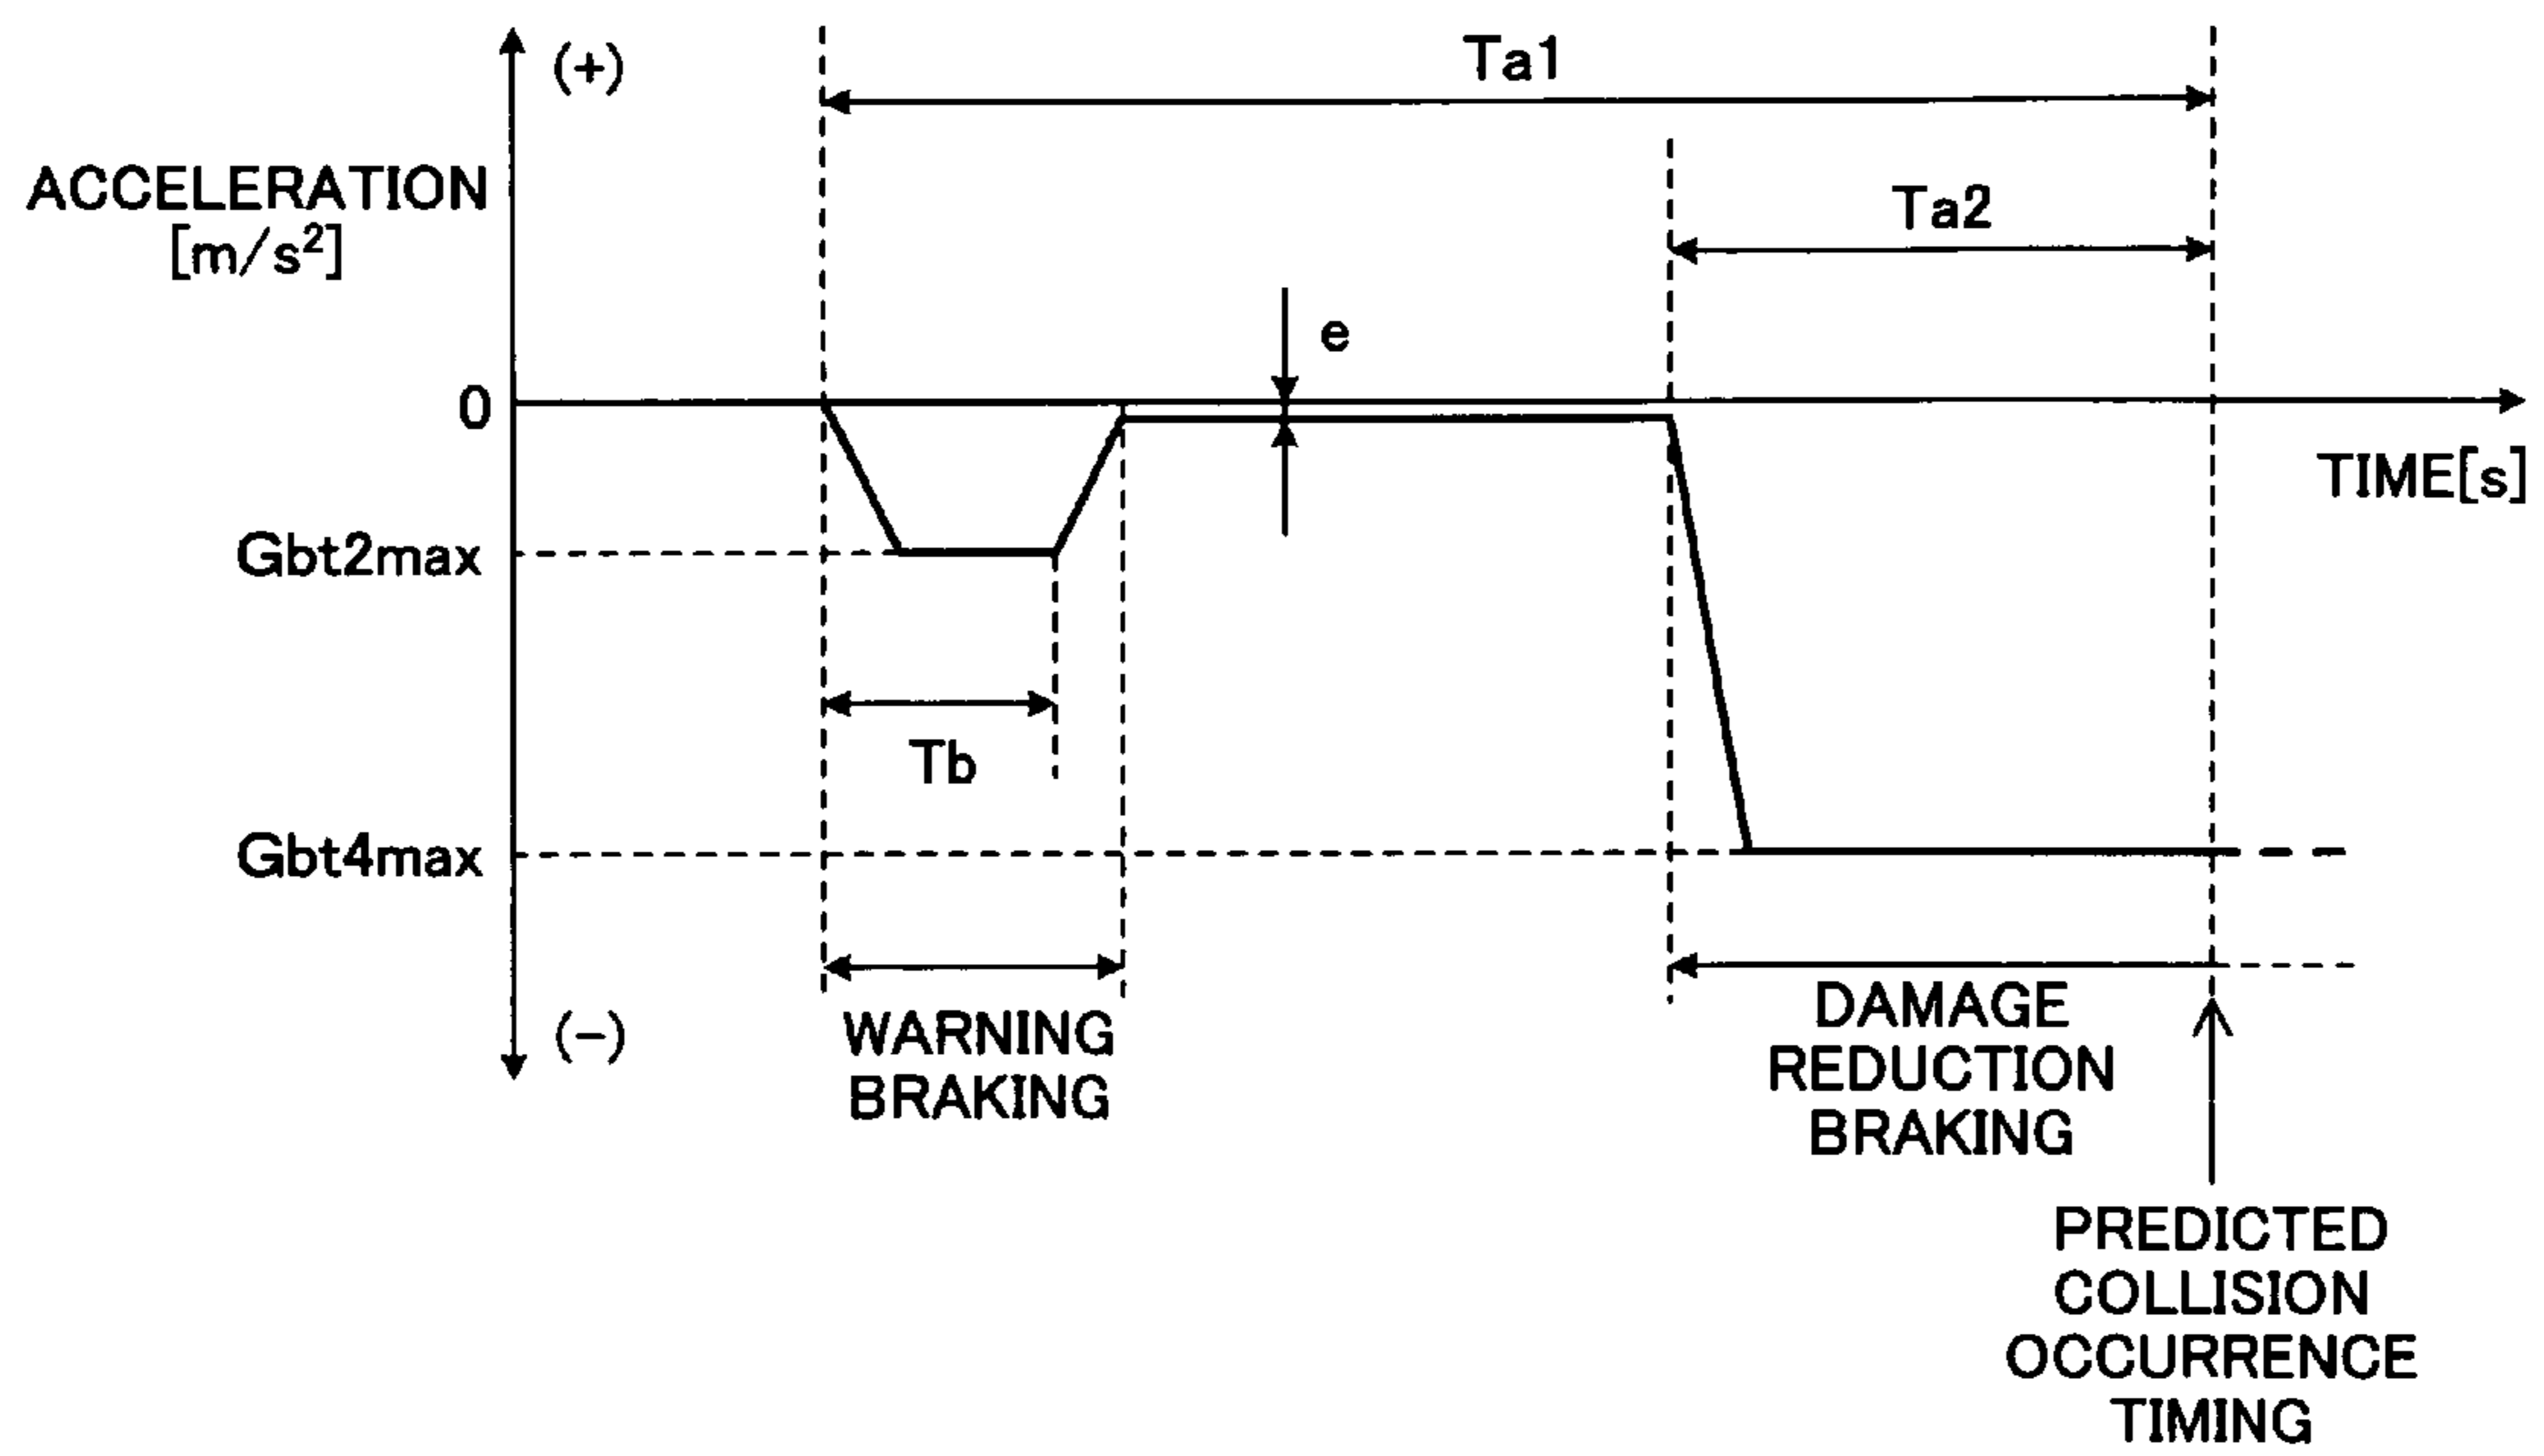 (+)
Ta1
ACCELERATION
[m/s²]
Ta2
e
0
TIME[s]
Gbt2max
Tb
Gbt4max
(−)
WARNING
BRAKING
DAMAGE
REDUCTION
BRAKING
PREDICTED
COLLISION
OCCURRENCE
TIMING